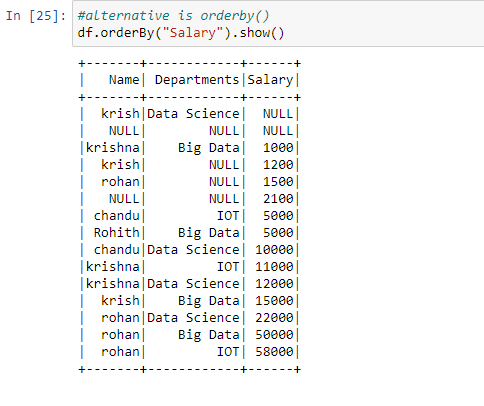 In [25]: #alternative is orderby()
df.orderBy("Salary").show()
+-------+------------+------+
|   Name| Departments|Salary|
+-------+------------+------+
|  krish|Data Science|  NULL|
|   NULL|        NULL|  NULL|
|krishna|    Big Data|  1000|
|  krish|        NULL|  1200|
|  rohan|        NULL|  1500|
|   NULL|        NULL|  2100|
| chandu|         IOT|  5000|
| Rohith|    Big Data|  5000|
| chandu|Data Science| 10000|
|krishna|         IOT| 11000|
|krishna|Data Science| 12000|
|  krish|    Big Data| 15000|
|  rohan|Data Science| 22000|
|  rohan|    Big Data| 50000|
|  rohan|         IOT| 58000|
+-------+------------+------+